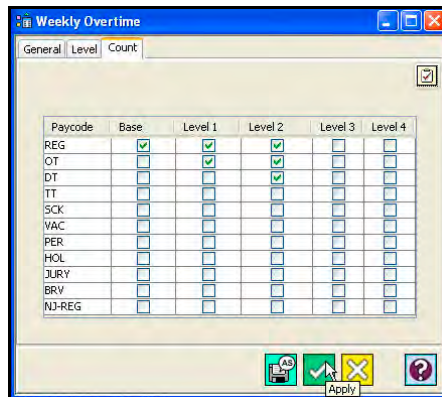 Weekly Overtime
General Level Count
Paycode Base Level 1 Level 2 Level 3 Level 4
REG
OT
DT
TT
SCK
VAC
PER
HOL
JURY
BRV
NJ-REG
AS
?
Apply